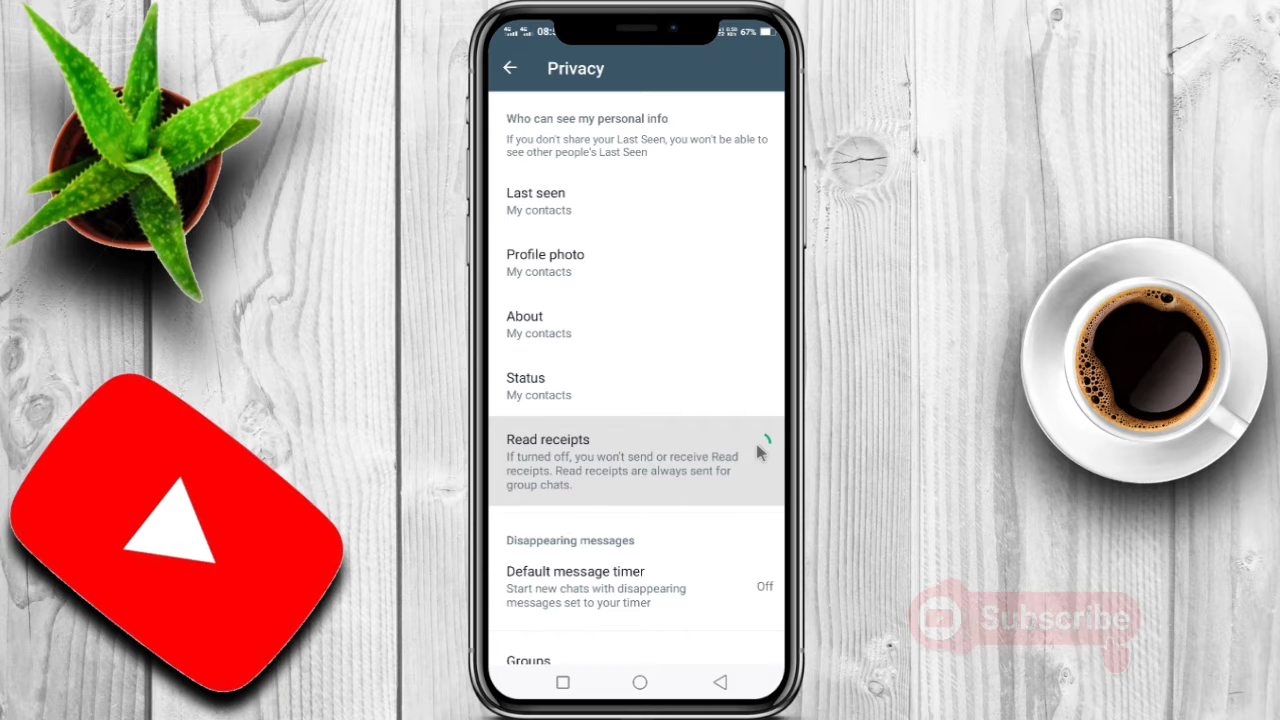 Privacy
67%
Who can see my personal info
If you don't share your Last Seen, you won't be able to
see other people's Last Seen
Last seen
My contacts
Profile photo
My contacts
About
My contacts
Status
My contacts
Read receipts
If turned off, you won't send or receive Read
receipts. Read receipts are always sent for
group chats.
Disappearing messages
Default message timer
Start new chats with disappearing
messages set to your timer
Off
Groups
Subscribe